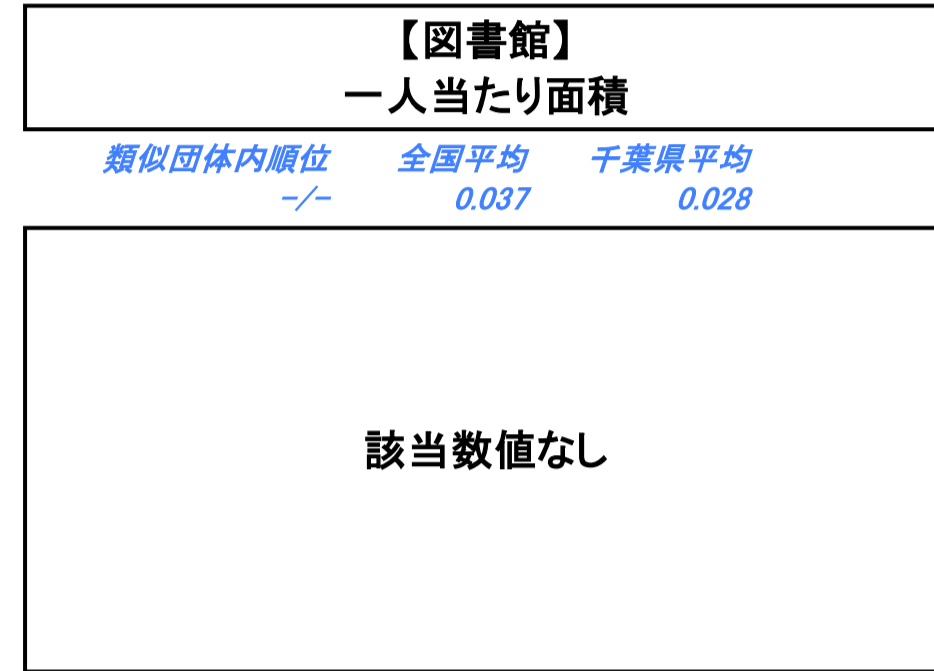 【図書館】
一人当たり面積
類似団体内順位 全国平均 千葉県平均
-/- 0.037 0.028
該当数値なし